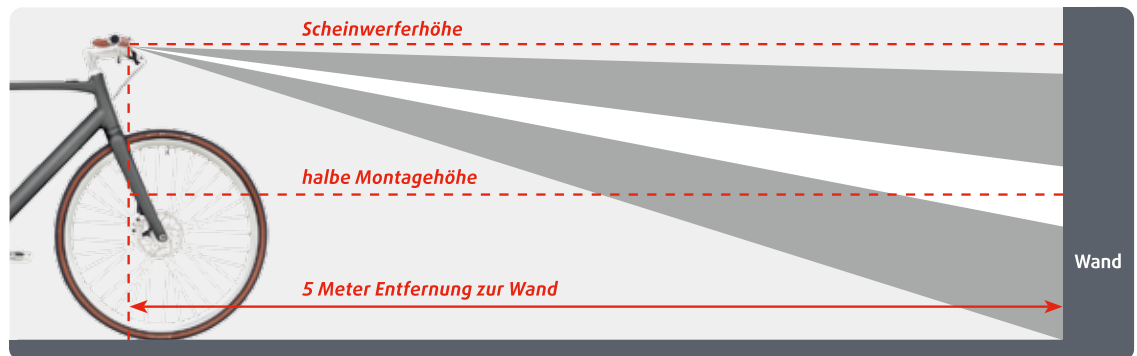 Scheinwerferhöhe
halbe Montagehöhe
Wand
5 Meter Entfernung zur Wand